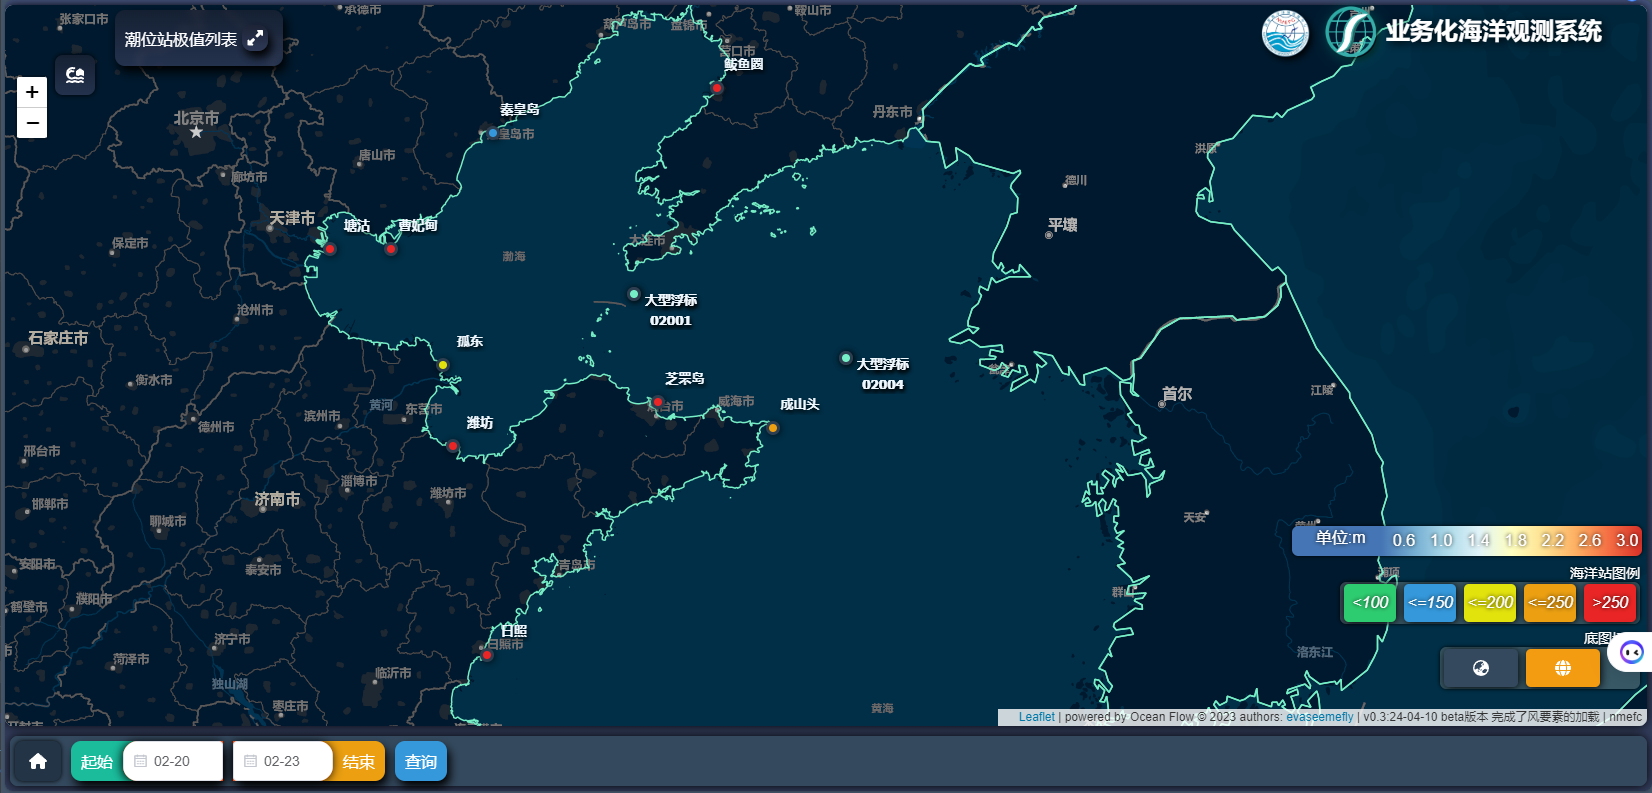 张家口市
承德市
葫芦岛市
盘锦市
鞍山市
潮位站极值列表
业务化海洋观测系统
营口市
鲅鱼圈
+
−
北京市
秦皇岛
皇岛市
丹东市
洪原
唐山市
廊坊市
德川
天津市
塘沽
曹妃甸
平壤
保定市
大连市
渤海
沧州市
大型浮标
02001
石家庄市
孤东
大型浮标
02004
衡水市
芝罘岛
首尔
江陵
黄河
东营市
滨州市
烟台市
威海市
成山头
德州市
潍坊
邢台市
淄博市
潍坊市
济南市
邯郸市
聊城市
天安
单位:m
0.6
1.0
1.4
1.8
2.2
2.6
3.0
安阳市
泰安市
青岛市
海洋站图例
<100
<=150
<=200
<=250
>250
鹤壁市
濮阳市
群山
济宁市
日照
日照市
菏泽市
临沂市
洛东江
独山湖
枣庄市
黄海
Leaflet | powered by Ocean Flow © 2023 authors: evaseemefly | v0.3:24-04-10 beta版本 完成了风要素的加载 | nmefc
起始
02-20
02-23
结束
查询